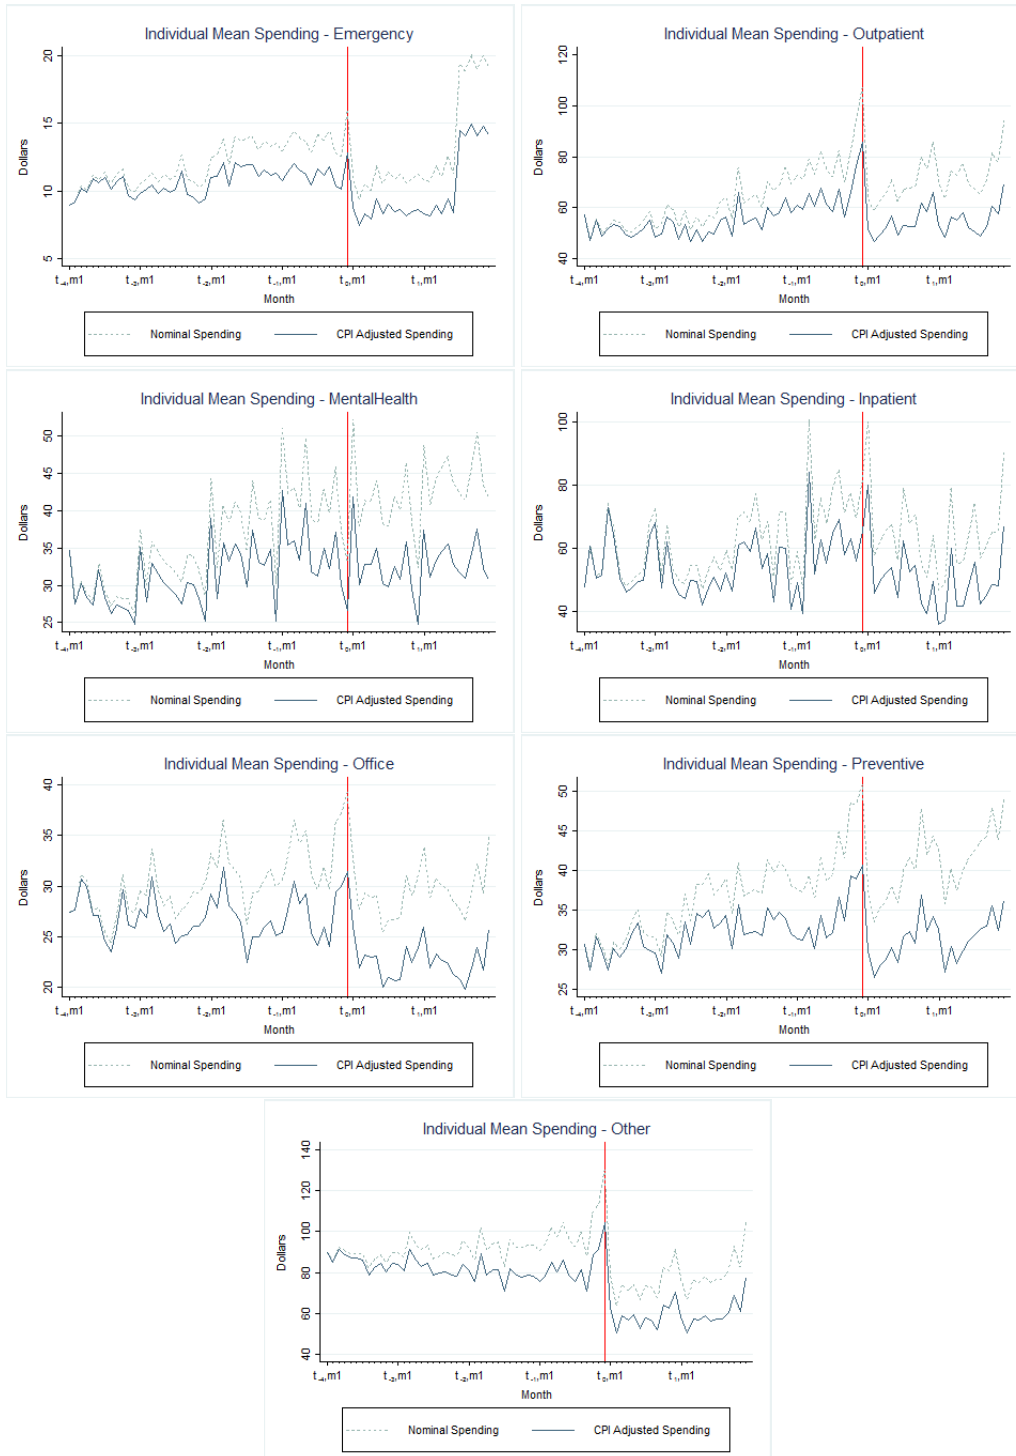 Individual Mean Spending - Emergency
Dollars
20
15
10
5
t-4,m1 t-3,m1 t-2,m1 t-1,m1 t0,m1 t1,m1
Month
Nominal Spending CPI Adjusted Spending
Individual Mean Spending - Outpatient
Dollars
120
100
80
60
40
t-4,m1 t-3,m1 t-2,m1 t-1,m1 t0,m1 t1,m1
Month
Nominal Spending CPI Adjusted Spending
Individual Mean Spending - MentalHealth
Dollars
50
45
40
35
30
25
t-4,m1 t-3,m1 t-2,m1 t-1,m1 t0,m1 t1,m1
Month
Nominal Spending CPI Adjusted Spending
Individual Mean Spending - Inpatient
Dollars
100
80
60
40
t-4,m1 t-3,m1 t-2,m1 t-1,m1 t0,m1 t1,m1
Month
Nominal Spending CPI Adjusted Spending
Individual Mean Spending - Office
Dollars
40
35
30
25
20
t-4,m1 t-3,m1 t-2,m1 t-1,m1 t0,m1 t1,m1
Month
Nominal Spending CPI Adjusted Spending
Individual Mean Spending - Preventive
Dollars
50
45
40
35
30
25
t-4,m1 t-3,m1 t-2,m1 t-1,m1 t0,m1 t1,m1
Month
Nominal Spending CPI Adjusted Spending
Individual Mean Spending - Other
Dollars
140
120
100
80
60
40
t-4,m1 t-3,m1 t-2,m1 t-1,m1 t0,m1 t1,m1
Month
Nominal Spending CPI Adjusted Spending